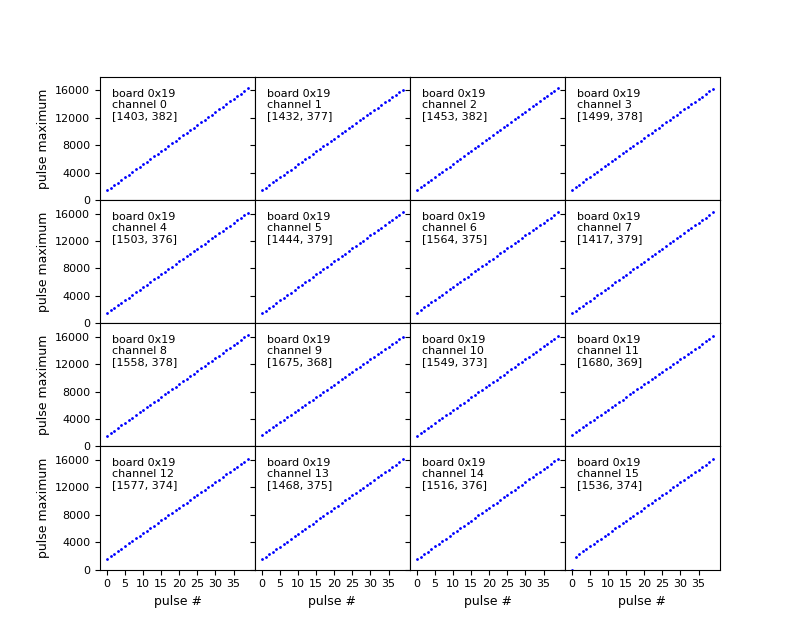 pulse maximum
16000
12000
8000
4000
0
board 0x19
channel 0
[1403, 382]
board 0x19
channel 1
[1432, 377]
board 0x19
channel 2
[1453, 382]
board 0x19
channel 3
[1499, 378]
pulse maximum
16000
12000
8000
4000
0
board 0x19
channel 4
[1503, 376]
board 0x19
channel 5
[1444, 379]
board 0x19
channel 6
[1564, 375]
board 0x19
channel 7
[1417, 379]
pulse maximum
16000
12000
8000
4000
0
board 0x19
channel 8
[1558, 378]
board 0x19
channel 9
[1675, 368]
board 0x19
channel 10
[1549, 373]
board 0x19
channel 11
[1680, 369]
pulse maximum
16000
12000
8000
4000
0
board 0x19
channel 12
[1577, 374]
board 0x19
channel 13
[1468, 375]
board 0x19
channel 14
[1516, 376]
board 0x19
channel 15
[1536, 374]
0 5 10 15 20 25 30 35
0 5 10 15 20 25 30 35
0 5 10 15 20 25 30 35
0 5 10 15 20 25 30 35
pulse #
pulse #
pulse #
pulse #